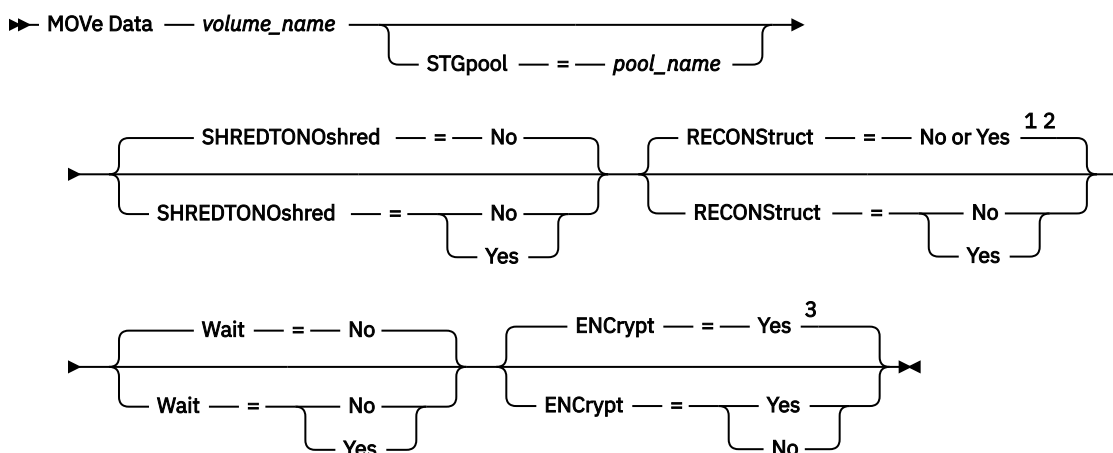 MOVe Data volume_name
STGpool = pool_name
SHREDTONOshred = No RECONStruct = No or Yes 1 2
SHREDTONOshred = No RECONStruct = No
Yes Yes
Wait = No ENCrypt = Yes 3
Wait = No ENCrypt = Yes
Yes No